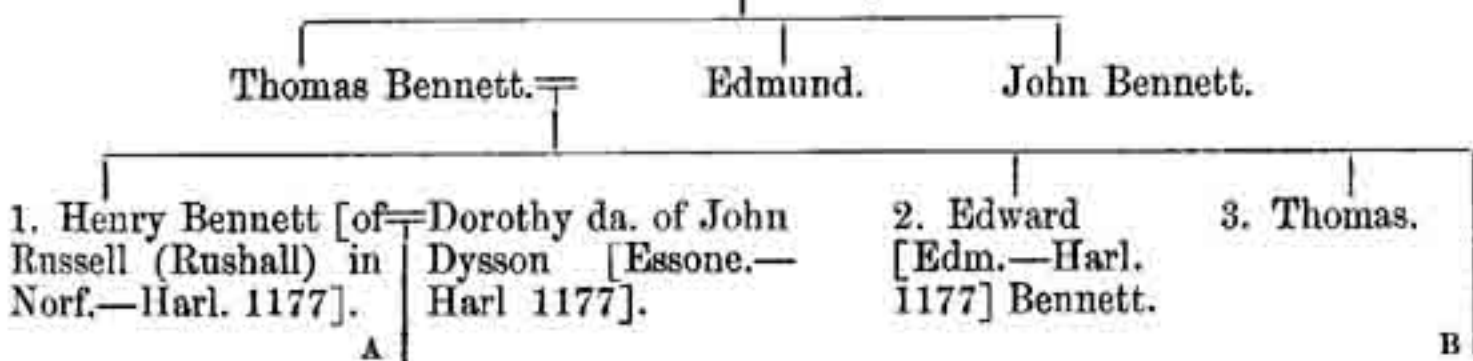 Thomas Bennett. Edmund. John Bennett.
1. Henry Bennett [of
Russell (Rushall) in
Norf.—Harl. 1177].
Dorothy da. of John
Dysson [Essone.—
Harl 1177].
2. Edward
[Edm.—Harl.
1177] Bennett.
3. Thomas.
A
B